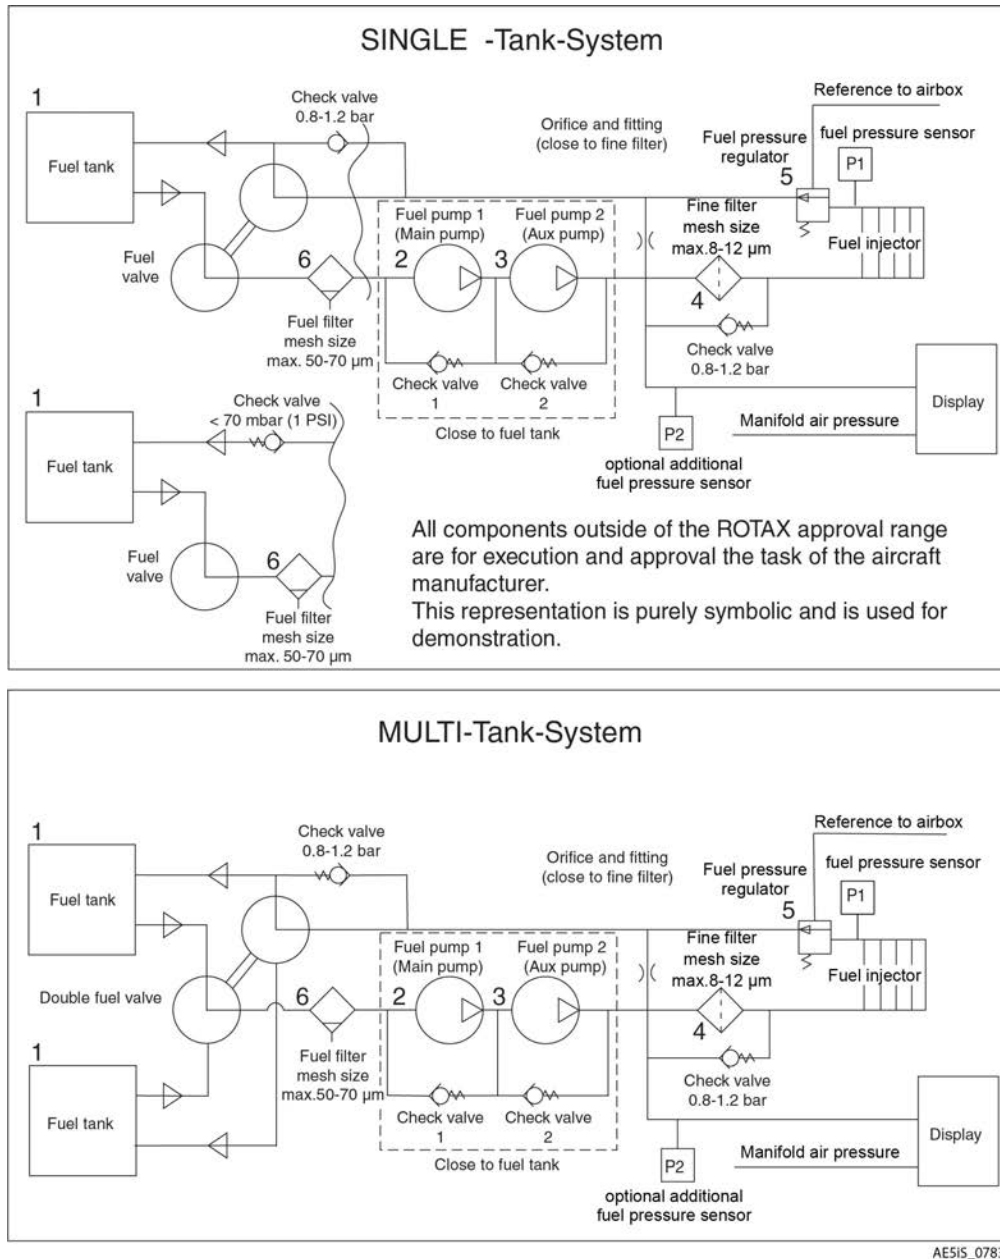 SINGLE -Tank-System
1
Fuel tank
Check valve
0.8-1.2 bar
Orifice and fitting
(close to fine filter)
Reference to airbox
Fuel pressure
regulator
fuel pressure sensor
P1
5
Fuel
valve
6
Fuel filter
mesh size
max. 50-70 µm
Fuel pump 1
(Main pump)
2
Fuel pump 2
(Aux pump)
3
Fine filter
mesh size
max.8-12 µm
4
Fuel injector
Check valve
1
Check valve
2
Close to fuel tank
Check valve
0.8-1.2 bar
P2
optional additional
fuel pressure sensor
Manifold air pressure
Display
1
Fuel tank
Check valve
< 70 mbar (1 PSI)
Fuel
valve
6
Fuel filter
mesh size
max. 50-70 µm
All components outside of the ROTAX approval range
are for execution and approval the task of the aircraft
manufacturer.
This representation is purely symbolic and is used for
demonstration.
MULTI-Tank-System
1
Fuel tank
Check valve
0.8-1.2 bar
Orifice and fitting
(close to fine filter)
Reference to airbox
Fuel pressure
regulator
fuel pressure sensor
P1
5
Double fuel valve
6
Fuel filter
mesh size
max.50-70 µm
Fuel pump 1
(Main pump)
2
Fuel pump 2
(Aux pump)
3
Fine filter
mesh size
max.8-12 µm
4
Fuel injector
1
Fuel tank
Check valve
1
Check valve
2
Close to fuel tank
Check valve
0.8-1.2 bar
P2
optional additional
fuel pressure sensor
Manifold air pressure
Display